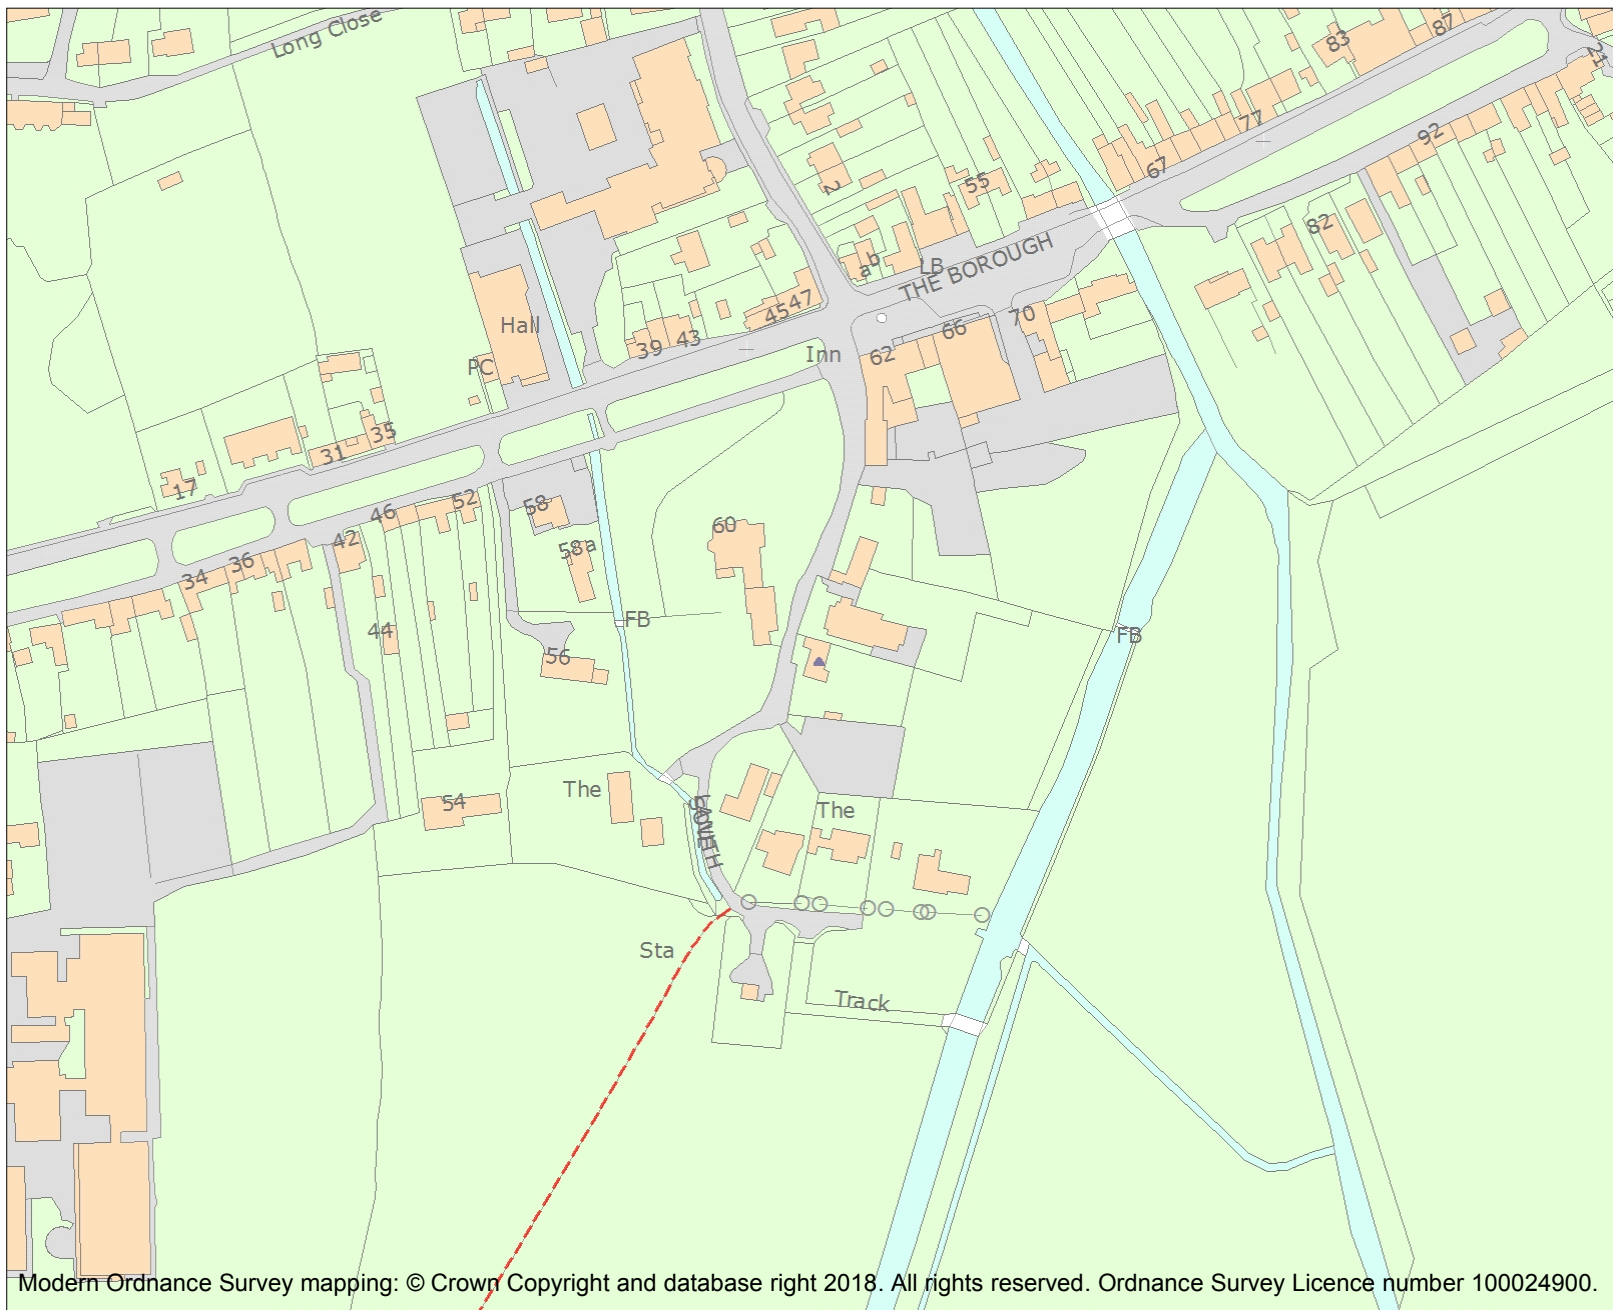 Long Close
83
87
21
77
92
67
2
55
82
a
b
LB
THE BOROUGH
Hall
45
47
70
66
39
43
Inn
62
PC
35
31
17
52
46
58
60
42
58a
36
34
FB
44
FB
56
The
54
The
SOUTH
LANE
Sta
Track
Modern Ordnance Survey mapping: © Crown Copyright and database right 2018. All rights reserved. Ordnance Survey Licence number 100024900.